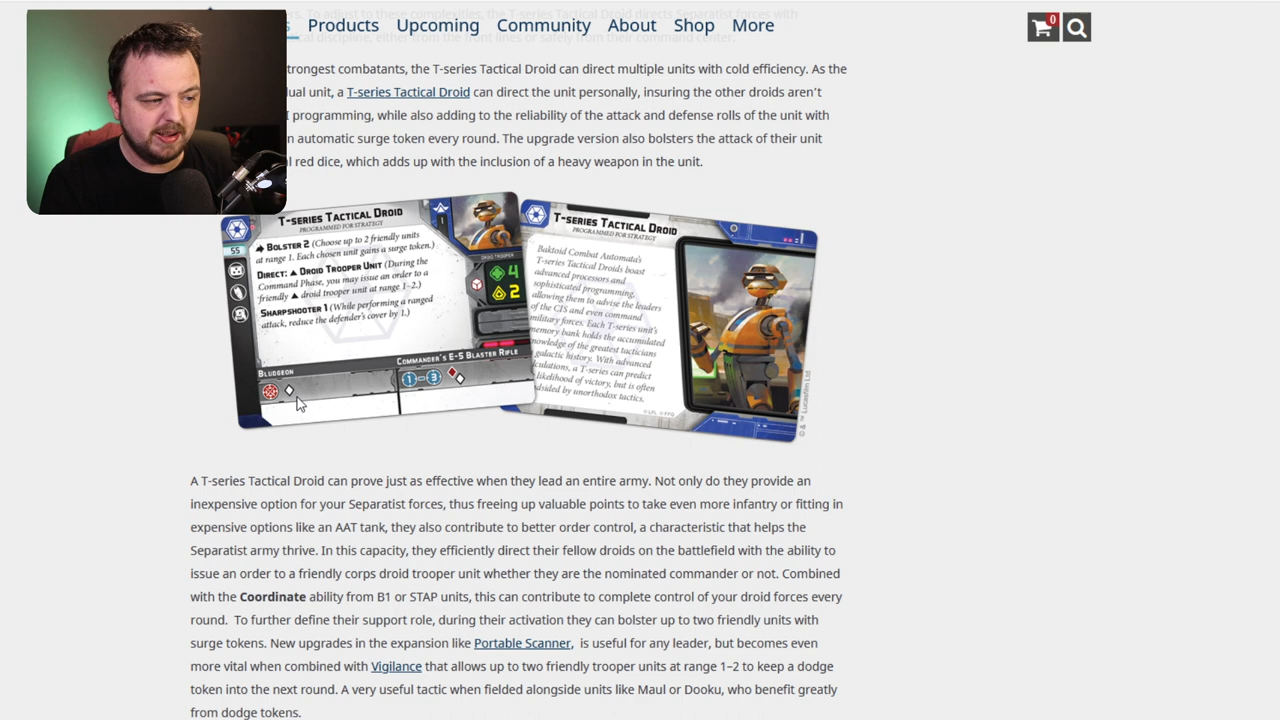 Products Upcoming Community About Shop More
0
strongest combatants, the T-series Tactical Droid can direct multiple units with cold efficiency. As the
ual unit, a T-series Tactical Droid can direct the unit personally, insuring the other droids aren't
programming, while also adding to the reliability of the attack and defense rolls of the unit with
n automatic surge token every round. The upgrade version also bolsters the attack of their unit
l red dice, which adds up with the inclusion of a heavy weapon in the unit.
T-series Tactical Droid
Programmed for Strategy
1
55
Bolster 2 (Choose up to 2 friendly units
at range 1. Each chosen unit gains a surge token.)
Direct: Droid Trooper Unit (During the
Command Phase, you may issue an order to a
friendly droid trooper unit at range 1–2.)
Sharpshooter 1 (While performing a ranged
attack, reduce the defender's cover by 1.)
Droid Trooper
4
2
Bludgeon
Commander's E-5 Blaster Rifle
1 - 3
T-series Tactical Droid
Programmed for Strategy
Baktoid Combat Automata's
T-series Tactical Droids boast
advanced processors and
sophisticated programming,
allowing them to advise the leaders
of the CIS and even command
military forces. Each T-series unit's
memory bank holds the accumulated
nowledge of the greatest tacticians
galactic history. With advanced
lculations, a T-series can predict
likelihood of victory, but is often
dsided by unorthodox tactics.
© LFL © FFG
© & ™ Lucasfilm Ltd
A T-series Tactical Droid can prove just as effective when they lead an entire army. Not only do they provide an
inexpensive option for your Separatist forces, thus freeing up valuable points to take even more infantry or fitting in
expensive options like an AAT tank, they also contribute to better order control, a characteristic that helps the
Separatist army thrive. In this capacity, they efficiently direct their fellow droids on the battlefield with the ability to
issue an order to a friendly corps droid trooper unit whether they are the nominated commander or not. Combined
with the Coordinate ability from B1 or STAP units, this can contribute to complete control of your droid forces every
round. To further define their support role, during their activation they can bolster up to two friendly units with
surge tokens. New upgrades in the expansion like Portable Scanner, is useful for any leader, but becomes even
more vital when combined with Vigilance that allows up to two friendly trooper units at range 1–2 to keep a dodge
token into the next round. A very useful tactic when fielded alongside units like Maul or Dooku, who benefit greatly
from dodge tokens.